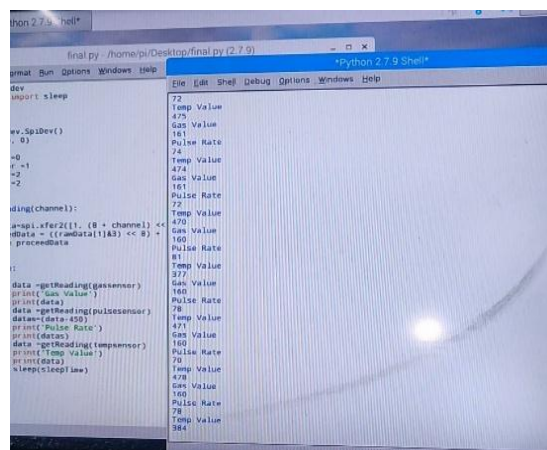 thon 2.7.9 Shell*
final.py - /home/pi/Desktop/final.py (2.7.9)
ormat Run Options Windows Help
dev
import sleep
ev.SpiDev()
, 0)
=0
r =1
=2
=2
ding(channel):
a=spi.xfer2([1, (8 + channel) <<
edData = ((rawData[1]&3) << 8) +
proceedData
:
data =getReading(gassensor)
print('Gas Value')
print(data)
data =getReading(pulsesensor)
datas=(data-450)
print('Pulse Rate')
print(datas)
data =getReading(tempsensor)
print('Temp Value')
print(data)
sleep(sleepTime)
*Python 2.7.9 Shell*
File Edit Shell Debug Options Windows Help
72
Temp Value
475
Gas Value
161
Pulse Rate
74
Temp Value
474
Gas Value
161
Pulse Rate
72
Temp Value
470
Gas Value
160
Pulse Rate
81
Temp Value
377
Gas Value
160
Pulse Rate
78
Temp Value
471
Gas Value
160
Pulse Rate
70
Temp Value
478
Gas Value
160
Pulse Rate
78
Temp Value
384